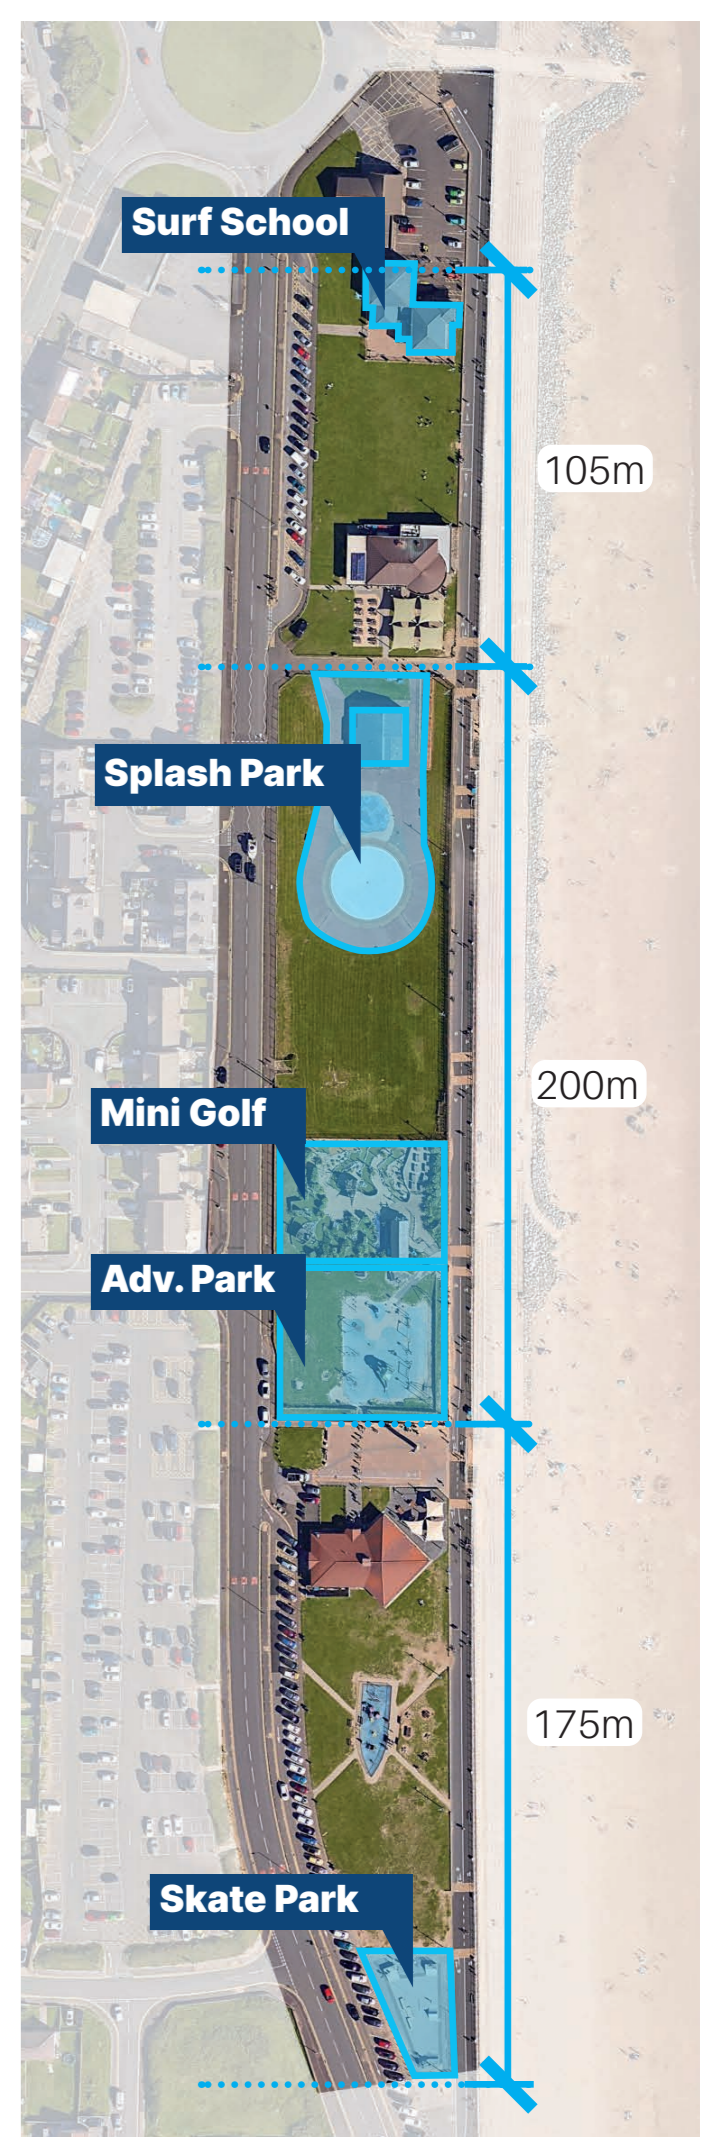 Surf School
105m
Splash Park
200m
Mini Golf
Adv. Park
175m
Skate Park